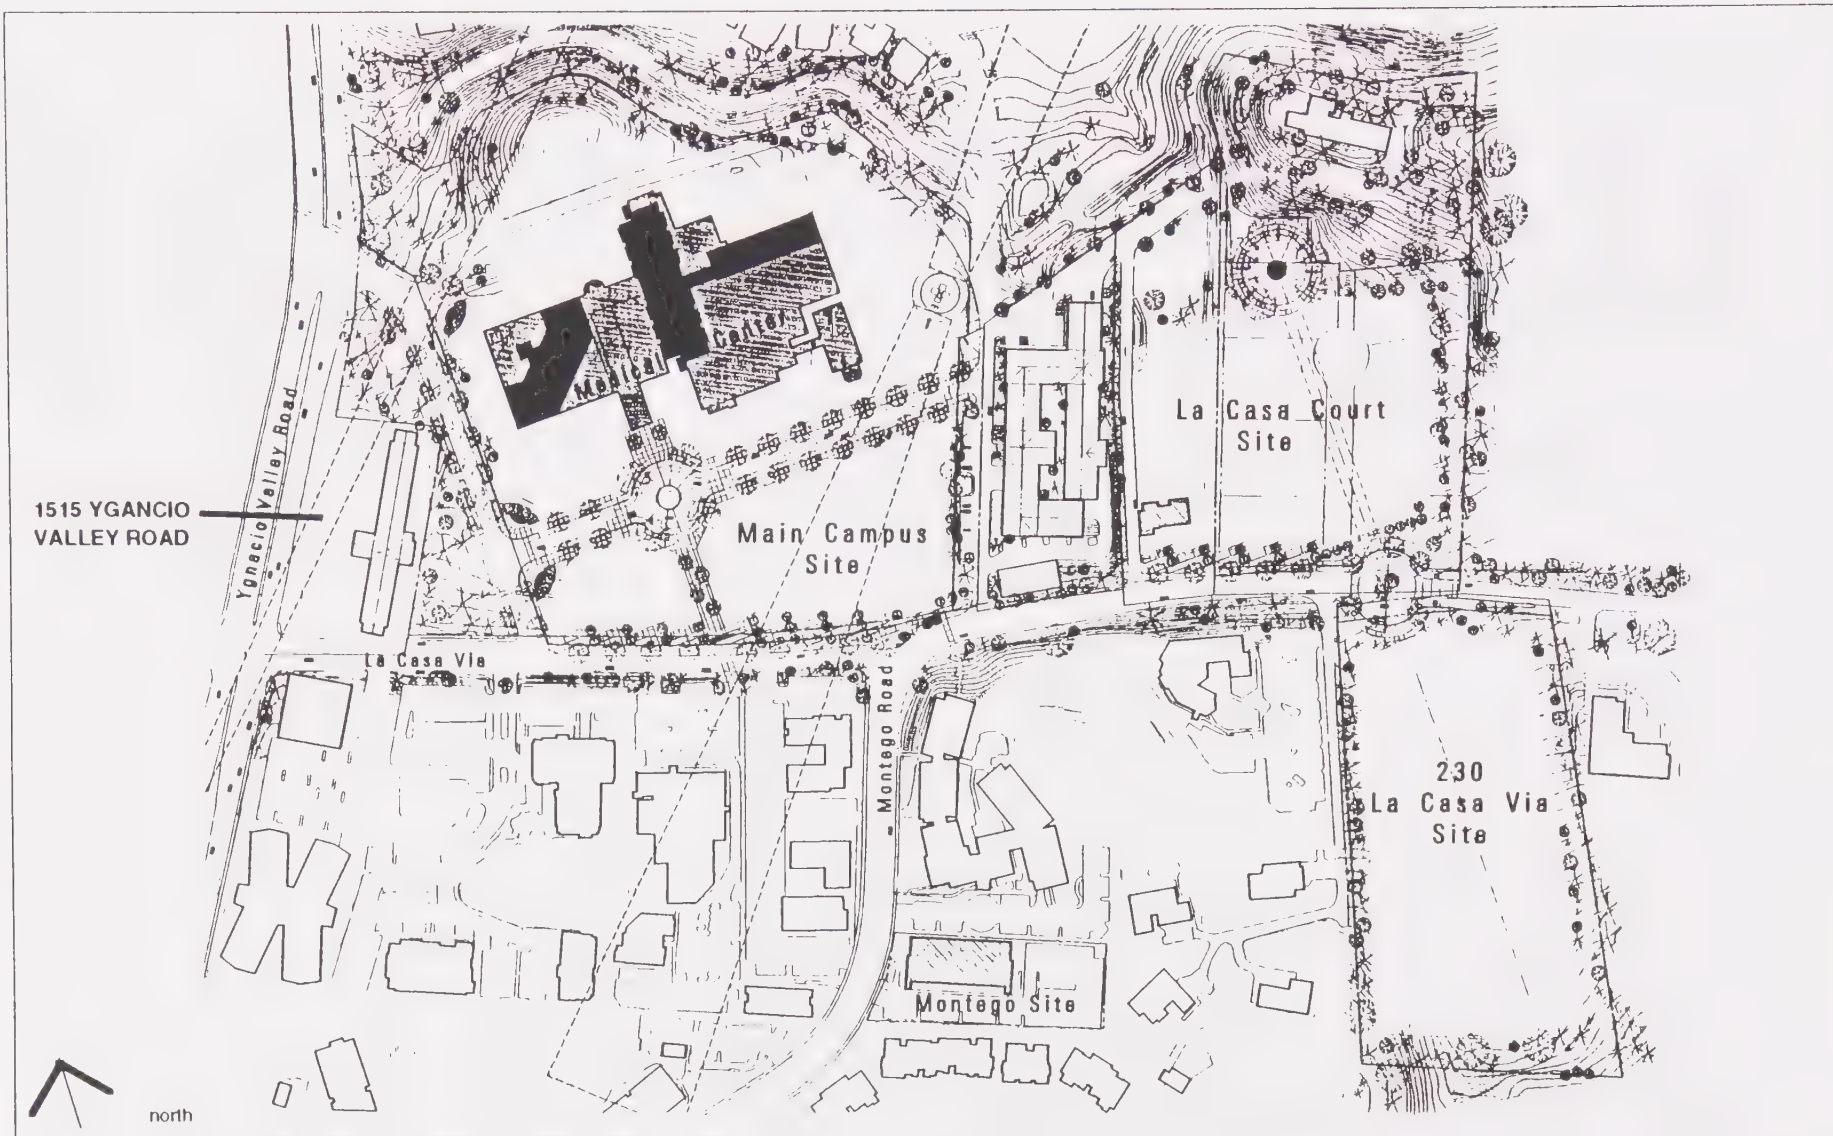 Medical Center
La Casa Court
Site
1515 YGANCIO
VALLEY ROAD
Ygnacio Valley Road
Main Campus
Site
La Casa Via
Montego Road
230
La Casa Via
Site
Montego Site
north